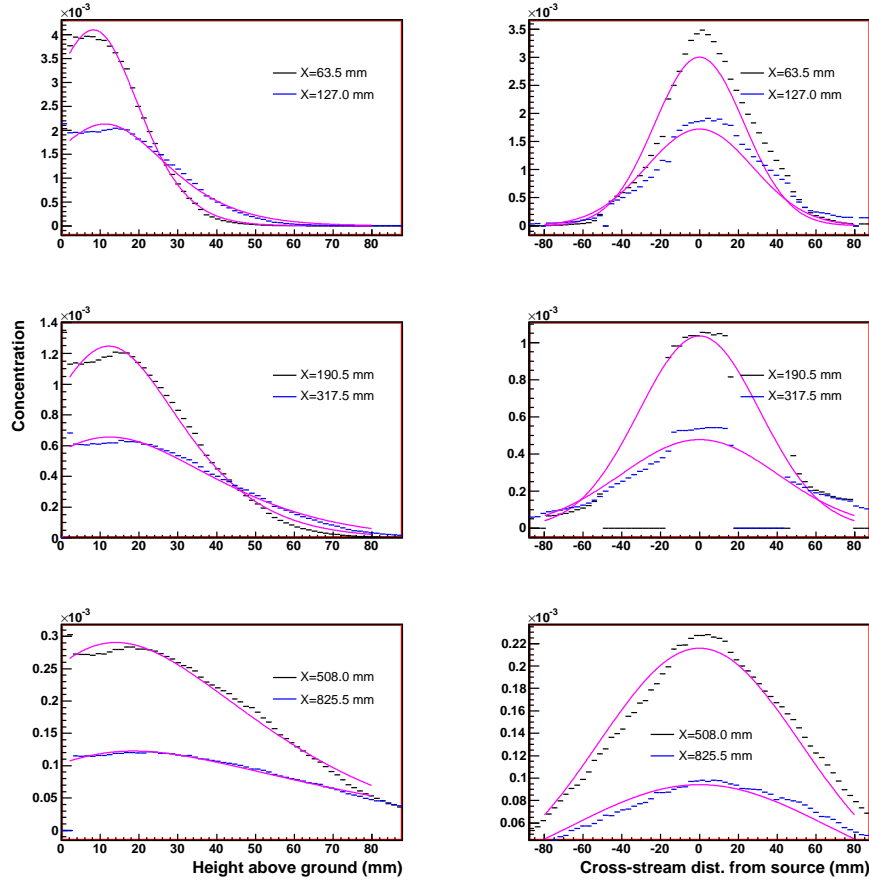 ×10⁻³
4
3.5
3
2.5
2
1.5
1
0.5
0
0 10 20 30 40 50 60 70 80
X=63.5 mm
X=127.0 mm
×10⁻³
3.5
3
2.5
2
1.5
1
0.5
0
-80 -60 -40 -20 0 20 40 60 80
X=63.5 mm
X=127.0 mm
Concentration
×10⁻³
1.4
1.2
1
0.8
0.6
0.4
0.2
0
0 10 20 30 40 50 60 70 80
X=190.5 mm
X=317.5 mm
×10⁻³
1
0.8
0.6
0.4
0.2
0
-80 -60 -40 -20 0 20 40 60 80
X=190.5 mm
X=317.5 mm
×10⁻³
0.3
0.25
0.2
0.15
0.1
0.05
0
0 10 20 30 40 50 60 70 80
X=508.0 mm
X=825.5 mm
Height above ground (mm)
×10⁻³
0.22
0.2
0.18
0.16
0.14
0.12
0.1
0.08
0.06
-80 -60 -40 -20 0 20 40 60 80
X=508.0 mm
X=825.5 mm
Cross-stream dist. from source (mm)